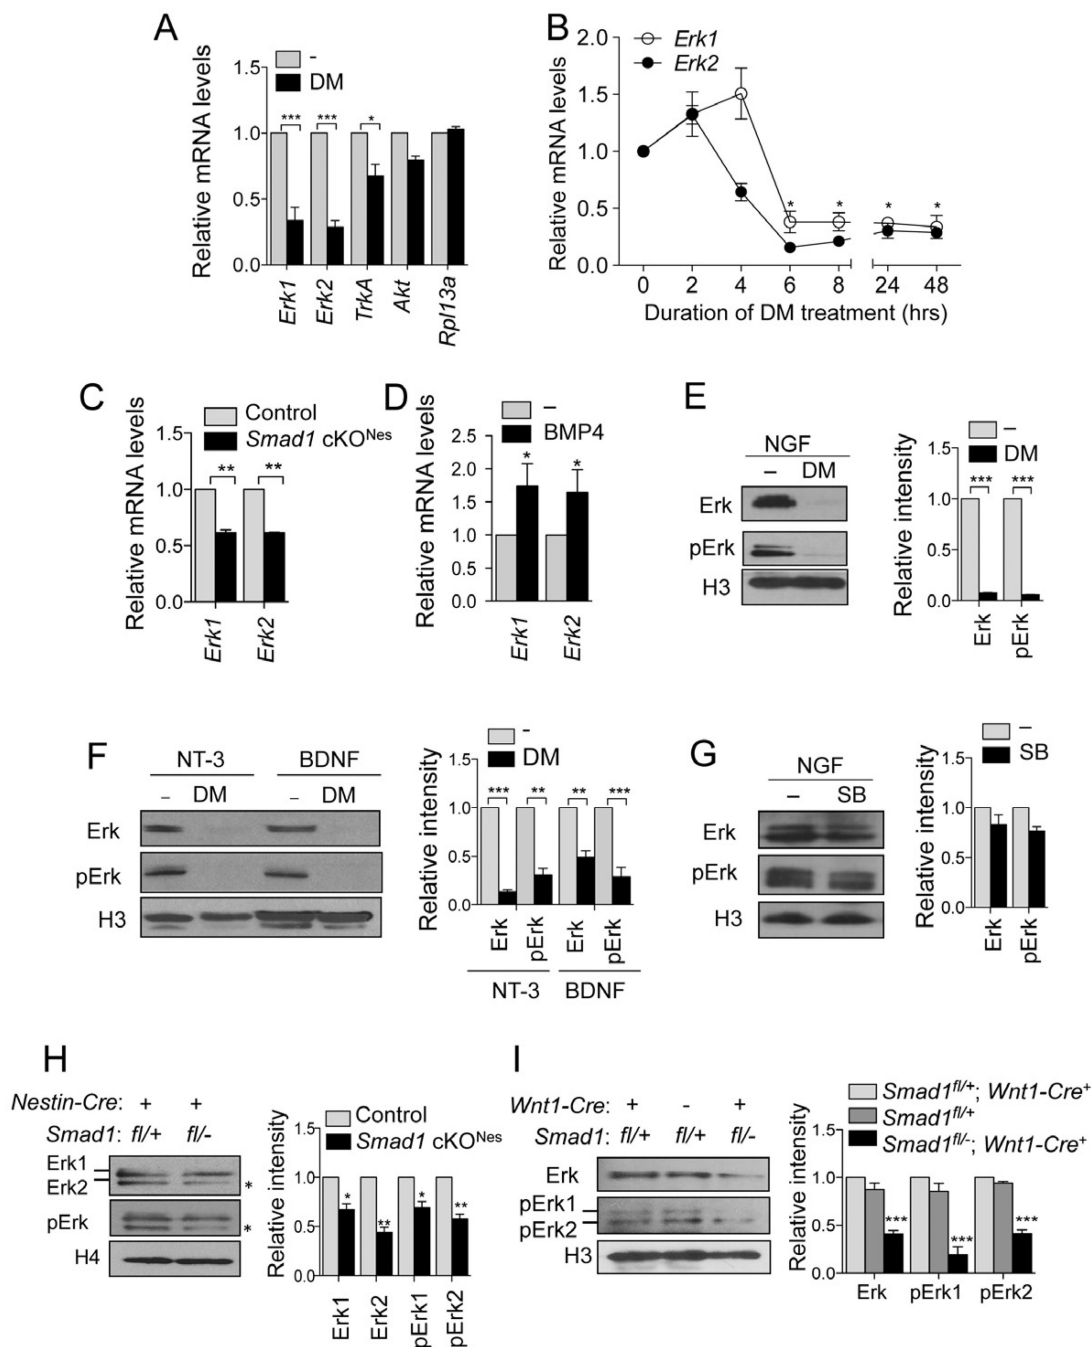 A
Relative mRNA levels
-
DM
1.5
1.0
0.5
0.0
***
***
*
Erk1
Erk2
TrkA
Akt
Rpl13a
B
Relative mRNA levels
Erk1
Erk2
2.0
1.5
1.0
0.5
0.0
*
*
*
*
0
2
4
6
8
24
48
Duration of DM treatment (hrs)
C
Relative mRNA levels
Control
Smad1 cKO^Nes
1.5
1.0
0.5
0.0
**
**
Erk1
Erk2
D
Relative mRNA levels
–
BMP4
2.5
2.0
1.5
1.0
0.5
0.0
*
*
Erk1
Erk2
E
NGF
– DM
Erk
pErk
H3
Relative intensity
–
DM
1.5
1.0
0.5
0.0
***
***
Erk
pErk
F
NT-3 BDNF
– DM – DM
Erk
pErk
H3
Relative intensity
-
DM
1.5
1.0
0.5
0.0
***
**
**
***
Erk
pErk
Erk
pErk
NT-3 BDNF
G
NGF
– SB
Erk
pErk
H3
Relative intensity
–
SB
1.5
1.0
0.5
0.0
Erk
pErk
H
Nestin-Cre: + +
Smad1: fl/+ fl/-
Erk1
Erk2
*
pErk
*
H4
Relative intensity
Control
Smad1 cKO^Nes
1.5
1.0
0.5
0.0
*
**
*
**
Erk1
Erk2
pErk1
pErk2
I
Wnt1-Cre: + - +
Smad1: fl/+ fl/+ fl/-
Erk
pErk1
pErk2
H3
Relative intensity
Smad1^fl/+; Wnt1-Cre^+
Smad1^fl/+
Smad1^fl/-; Wnt1-Cre^+
1.5
1.0
0.5
0.0
***
***
***
Erk
pErk1
pErk2